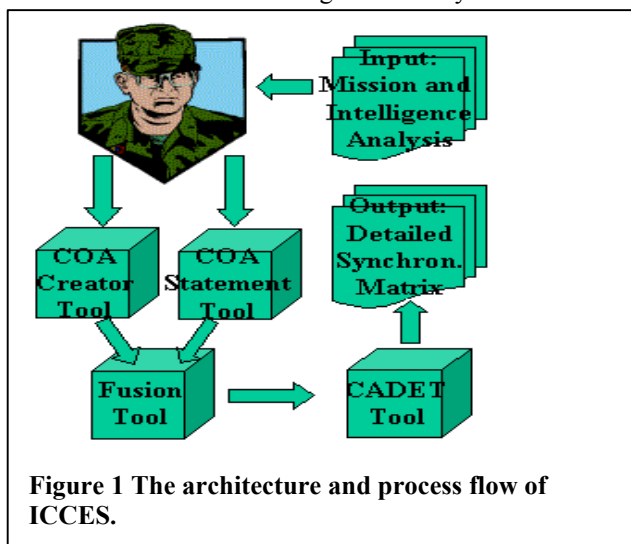 Input:
Mission and
Intelligence
Analysis
COA
Creator
Tool
COA
Statement
Tool
Output:
Detailed
Synchron.
Matrix
Fusion
Tool
CADET
Tool
Figure 1 The architecture and process flow of
ICCES.